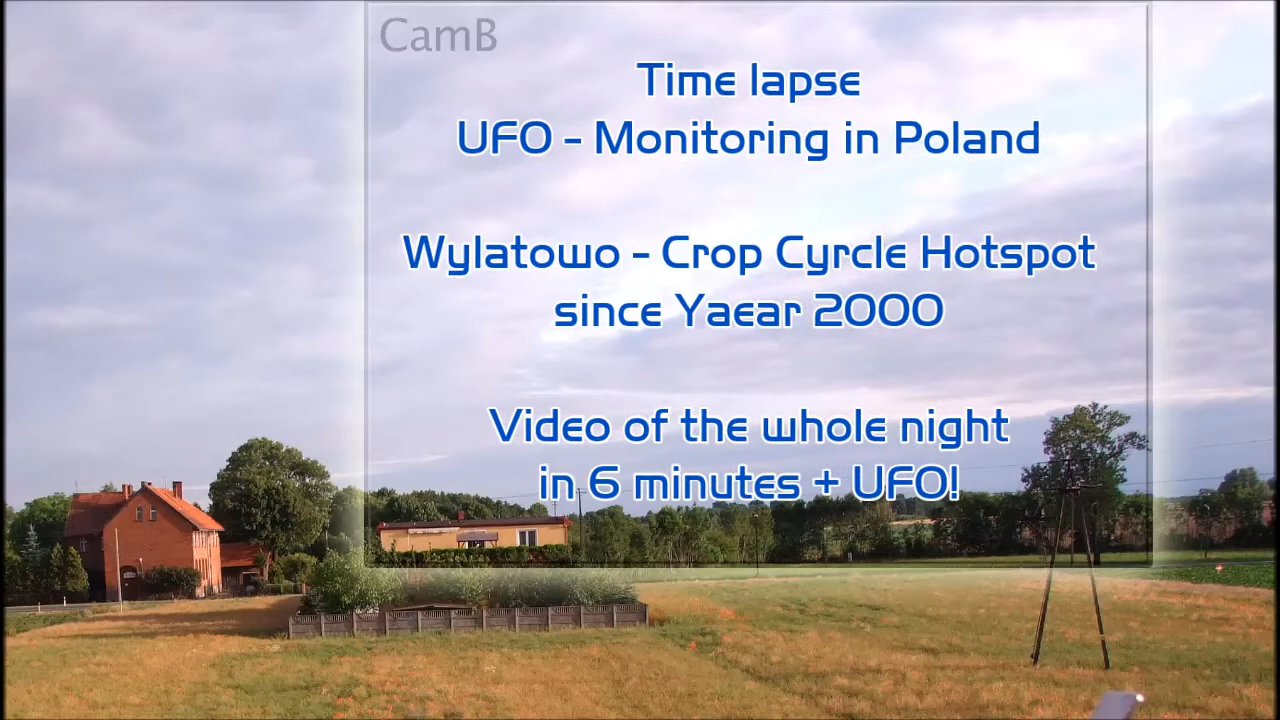 CamB
Time lapse
UFO - Monitoring in Poland
Wylatowo - Crop Cyrcle Hotspot
since Yaear 2000
Video of the whole night
in 6 minutes + UFO!